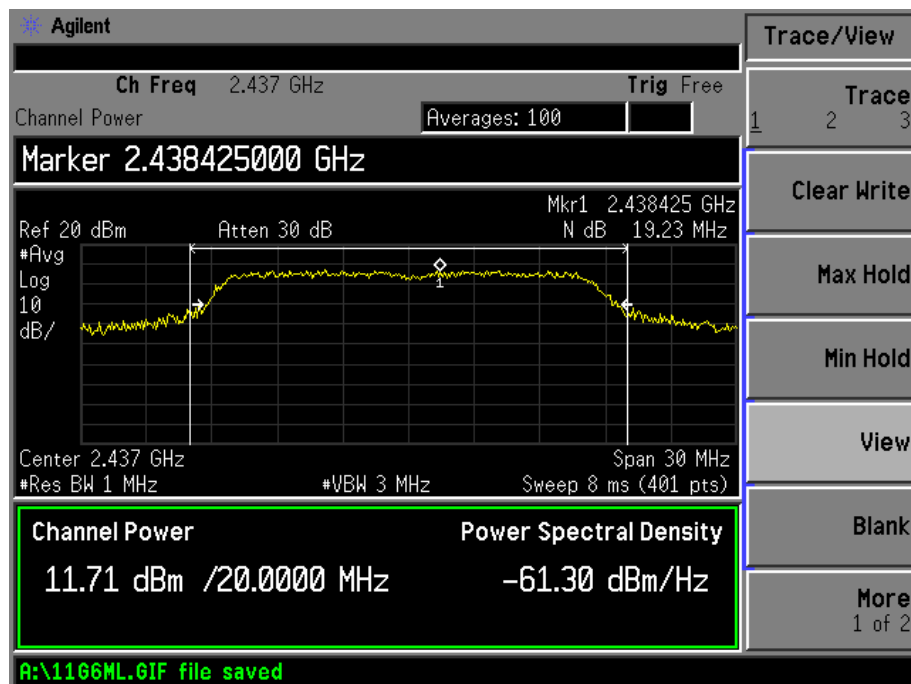 Agilent
Trace/View
Ch Freq 2.437 GHz Trig Free
Channel Power
Averages: 100
Marker 2.438425000 GHz
Mkr1 2.438425 GHz
Ref 20 dBm Atten 30 dB N dB 19.23 MHz
#Avg
Log
10
dB/
1
Center 2.437 GHz Span 30 MHz
#Res BW 1 MHz #VBW 3 MHz Sweep 8 ms (401 pts)
Channel Power Power Spectral Density
11.71 dBm /20.0000 MHz -61.30 dBm/Hz
A:\11G6ML.GIF file saved
Trace
1 2 3
Clear Write
Max Hold
Min Hold
View
Blank
More
1 of 2